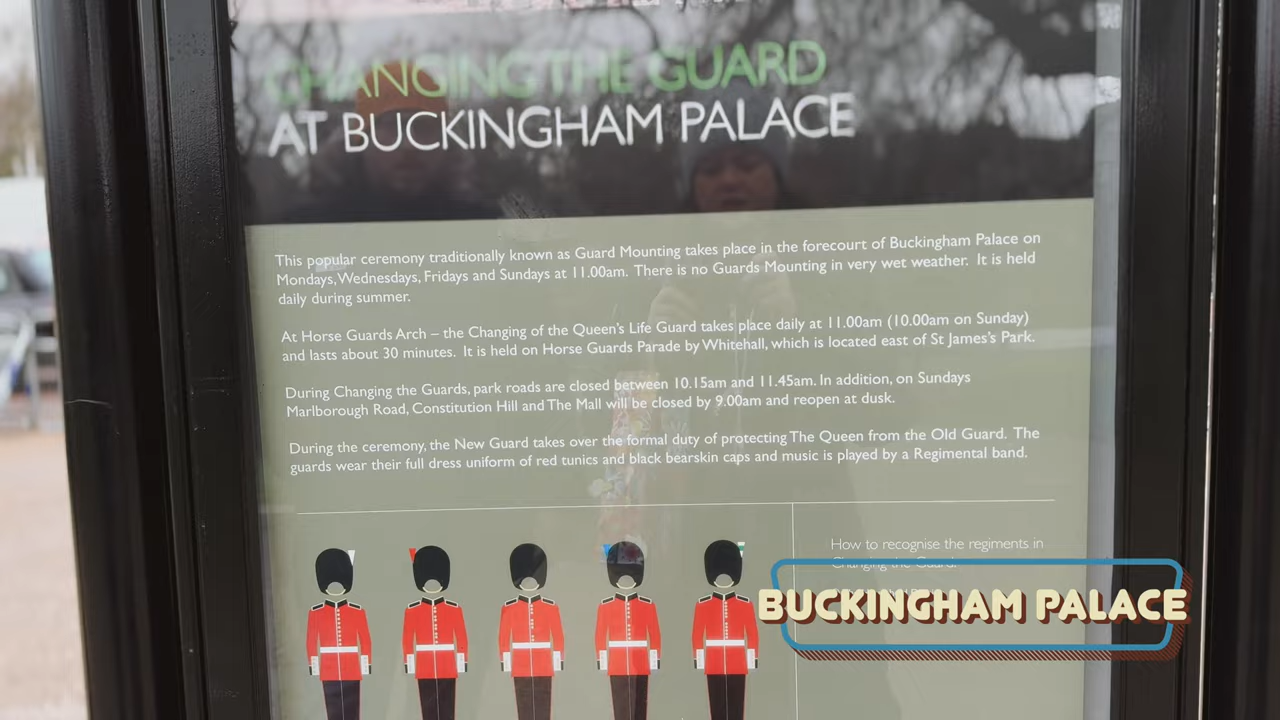 CHANGING THE GUARD
AT BUCKINGHAM PALACE
This popular ceremony traditionally known as Guard Mounting takes place in the forecourt of Buckingham Palace on
Mondays, Wednesdays, Fridays and Sundays at 11.00am. There is no Guards Mounting in very wet weather. It is held
daily during summer.
At Horse Guards Arch – the Changing of the Queen's Life Guard takes place daily at 11.00am (10.00am on Sunday)
and lasts about 30 minutes. It is held on Horse Guards Parade by Whitehall, which is located east of St James's Park.
During Changing the Guards, park roads are closed between 10.15am and 11.45am. In addition, on Sundays
Marlborough Road, Constitution Hill and The Mall will be closed by 9.00am and reopen at dusk.
During the ceremony, the New Guard takes over the formal duty of protecting The Queen from the Old Guard. The
guards wear their full dress uniform of red tunics and black bearskin caps and music is played by a Regimental band.
How to recognise the regiments in
Changing the Guard:
BUCKINGHAM PALACE